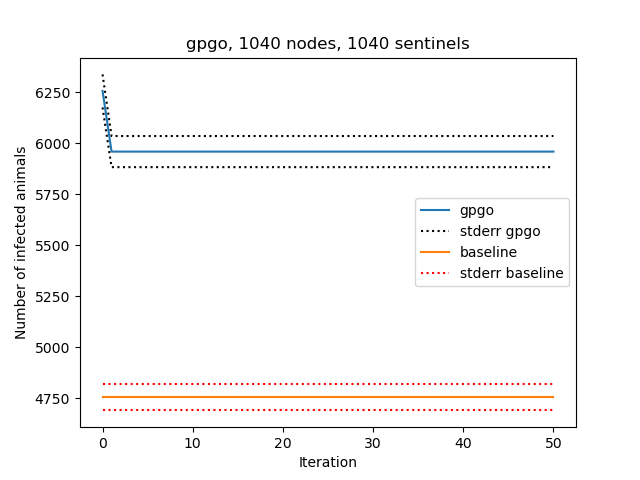 gpgo, 1040 nodes, 1040 sentinels
Number of infected animals
6250
6000
5750
5500
5250
5000
4750
gpgo
stderr gpgo
baseline
stderr baseline
0 10 20 30 40 50
Iteration